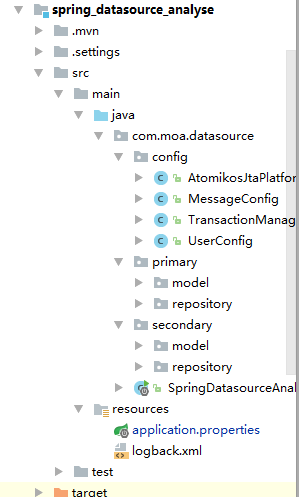 spring_datasource_analyse
.mvn
.settings
src
main
java
com.moa.datasource
config
AtomikosJtaPlatfor
MessageConfig
TransactionManag
UserConfig
primary
model
repository
secondary
model
repository
SpringDatasourceAnal
resources
application.properties
logback.xml
test
target